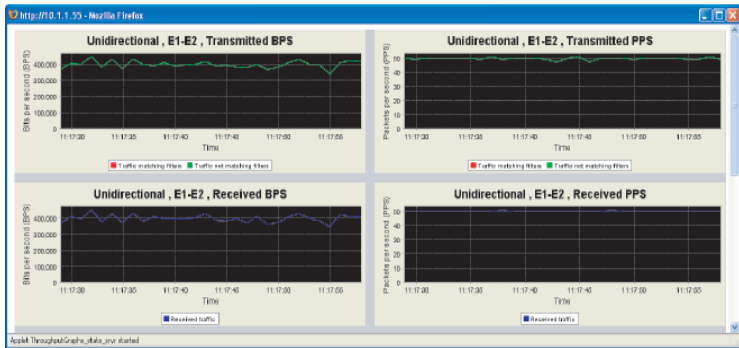 http://10.1.1.55 - Mozilla Firefox
Unidirectional , E1-E2 , Transmitted BPS
Bits per second (BPS)
400,000
300,000
200,000
100,000
0
11:17:30 11:17:35 11:17:40 11:17:45 11:17:50 11:17:55
Time
Traffic matching filters Traffic not matching filters
Unidirectional , E1-E2 , Transmitted PPS
Packets per second (PPS)
50
40
30
20
10
0
11:17:30 11:17:35 11:17:40 11:17:45 11:17:50 11:17:55
Time
Traffic matching filters Traffic not matching filters
Unidirectional , E1-E2 , Received BPS
Bits per second (BPS)
400,000
300,000
200,000
100,000
0
11:17:30 11:17:35 11:17:40 11:17:45 11:17:50 11:17:55
Time
Received traffic
Unidirectional , E1-E2 , Received PPS
Packets per second (PPS)
50
40
30
20
10
0
11:17:30 11:17:35 11:17:40 11:17:45 11:17:50 11:17:55
Time
Received traffic
Applet ThroughputGraphs_stats_srvr started